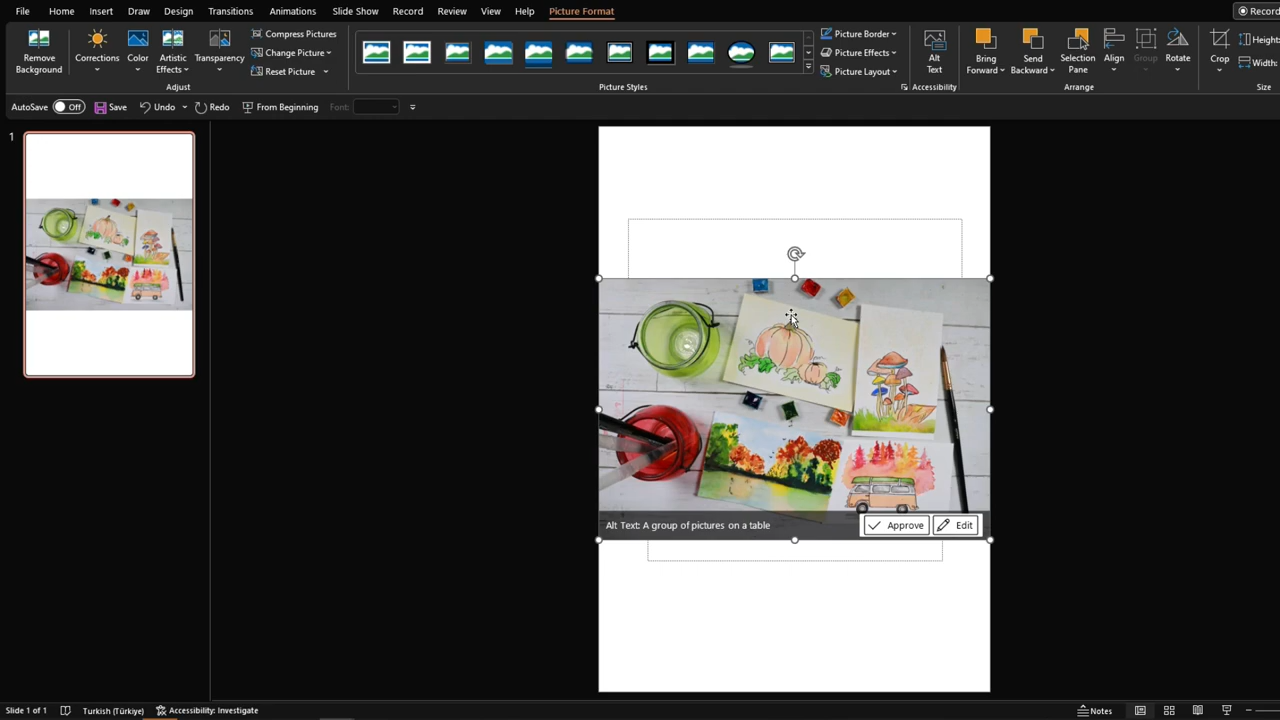 File Home Insert Draw Design Transitions Animations Slide Show Record Review View Help Picture Format
Remove Background
Corrections
Color
Artistic Effects
Transparency
Compress Pictures
Change Picture
Reset Picture
Adjust
Picture Styles
Picture Border
Picture Effects
Picture Layout
Alt Text
Accessibility
Bring Forward
Send Backward
Selection Pane
Align
Group
Rotate
Arrange
Crop
Height:
Width:
Size
AutoSave Off Save Undo Redo From Beginning Font:
1
Alt Text: A group of pictures on a table Approve Edit
Slide 1 of 1 Turkish (Türkiye) Accessibility: Investigate Notes